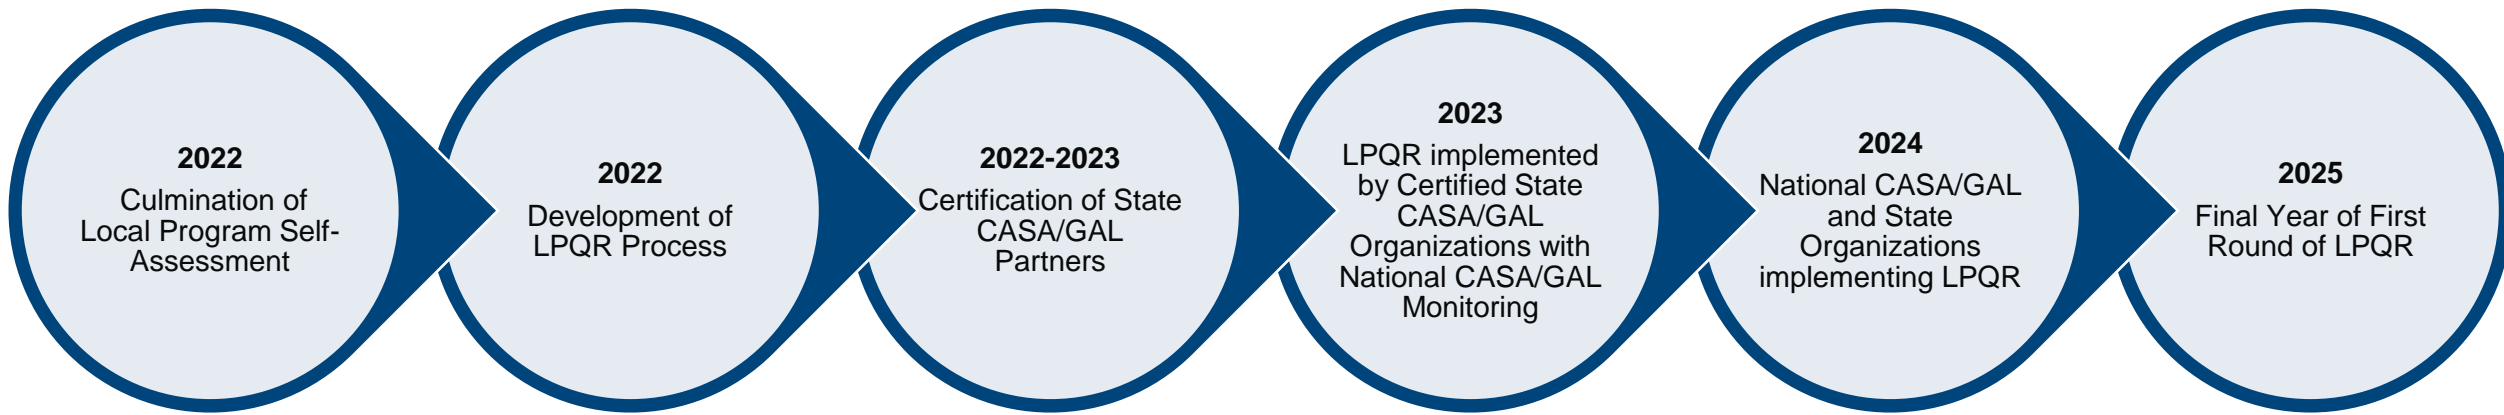 2022
Culmination of
Local Program Self-
Assessment
2022
Development of
LPQR Process
2022-2023
Certification of State
CASA/GAL
Partners
2023
LPQR implemented
by Certified State
CASA/GAL
Organizations with
National CASA/GAL
Monitoring
2024
National CASA/GAL
and State
Organizations
implementing LPQR
2025
Final Year of First
Round of LPQR